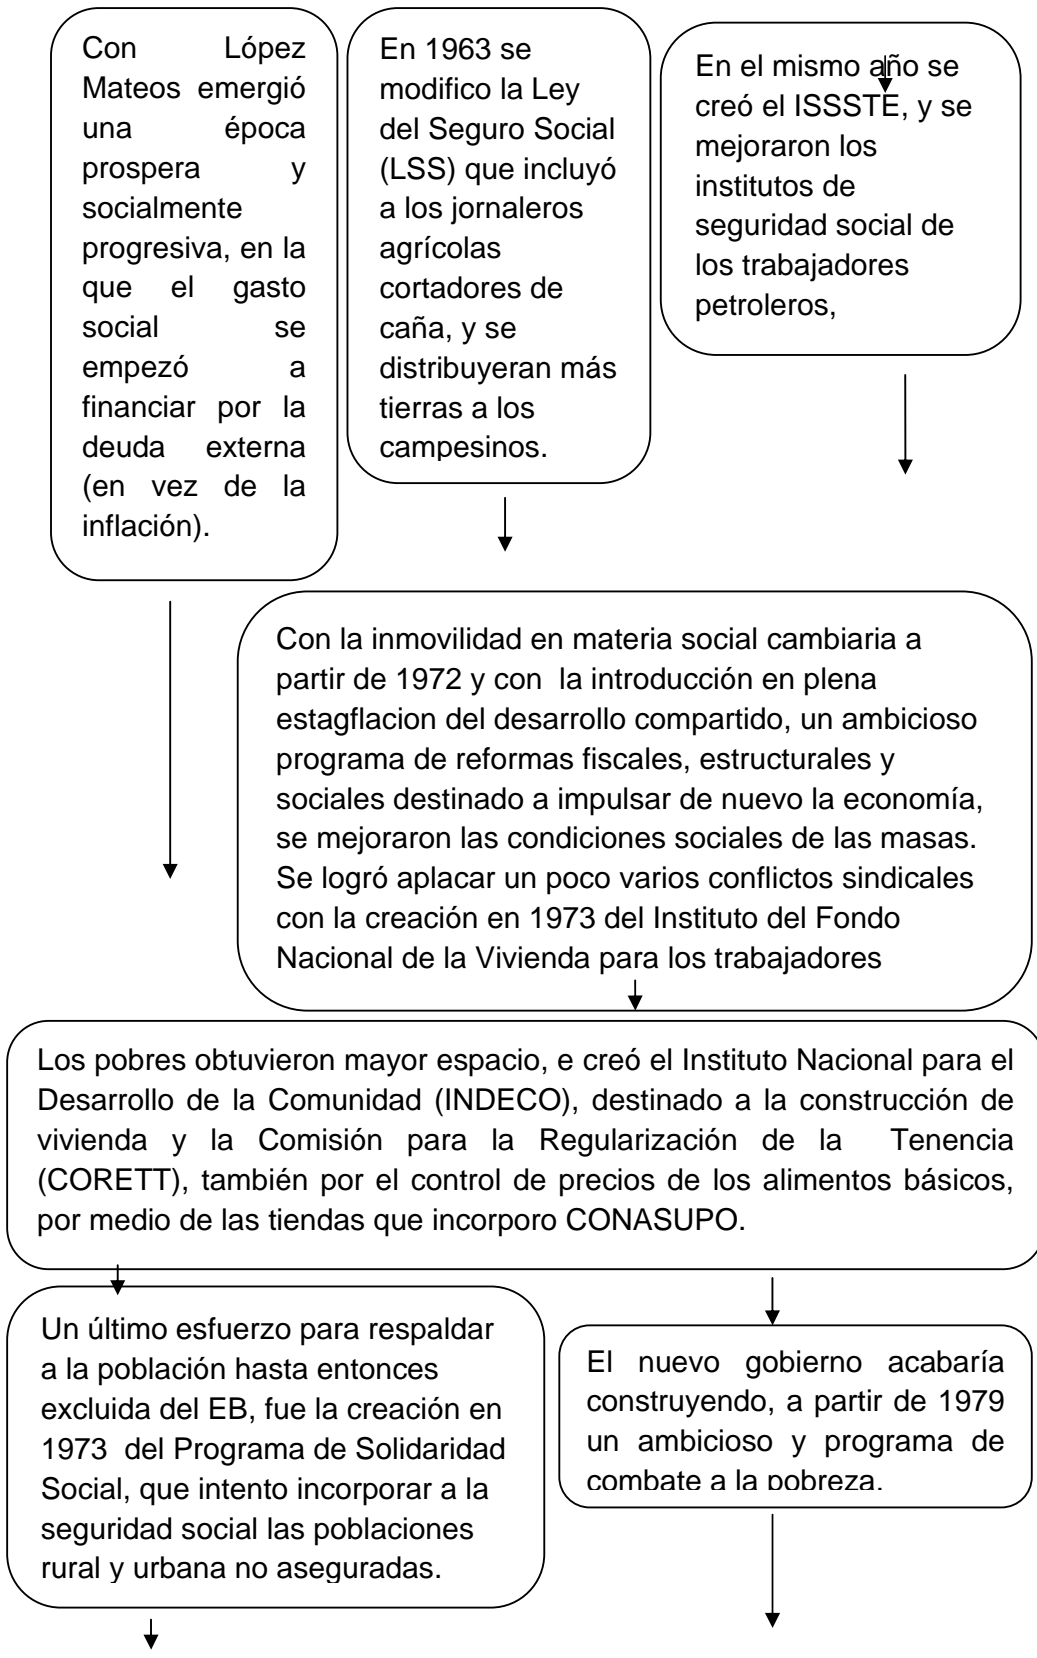 Con López
Mateos emergió
una época
prospera y
socialmente
progresiva, en la
que el gasto
social se
empezó a
financiar por la
deuda externa
(en vez de la
inflación).
En 1963 se
modifico la Ley
del Seguro Social
(LSS) que incluyó
a los jornaleros
agrícolas
cortadores de
caña, y se
distribuyeran más
tierras a los
campesinos.
En el mismo año se
creó el ISSSTE, y se
mejoraron los
institutos de
seguridad social de
los trabajadores
petroleros,
Con la inmovilidad en materia social cambiaria a
partir de 1972 y con la introducción en plena
estagflacion del desarrollo compartido, un ambicioso
programa de reformas fiscales, estructurales y
sociales destinado a impulsar de nuevo la economía,
se mejoraron las condiciones sociales de las masas.
Se logró aplacar un poco varios conflictos sindicales
con la creación en 1973 del Instituto del Fondo
Nacional de la Vivienda para los trabajadores
Los pobres obtuvieron mayor espacio, e creó el Instituto Nacional para el
Desarrollo de la Comunidad (INDECO), destinado a la construcción de
vivienda y la Comisión para la Regularización de la Tenencia
(CORETT), también por el control de precios de los alimentos básicos,
por medio de las tiendas que incorporo CONASUPO.
Un último esfuerzo para respaldar
a la población hasta entonces
excluida del EB, fue la creación en
1973 del Programa de Solidaridad
Social, que intento incorporar a la
seguridad social las poblaciones
rural y urbana no aseguradas.
El nuevo gobierno acabaría
construyendo, a partir de 1979
un ambicioso y programa de
combate a la pobreza.